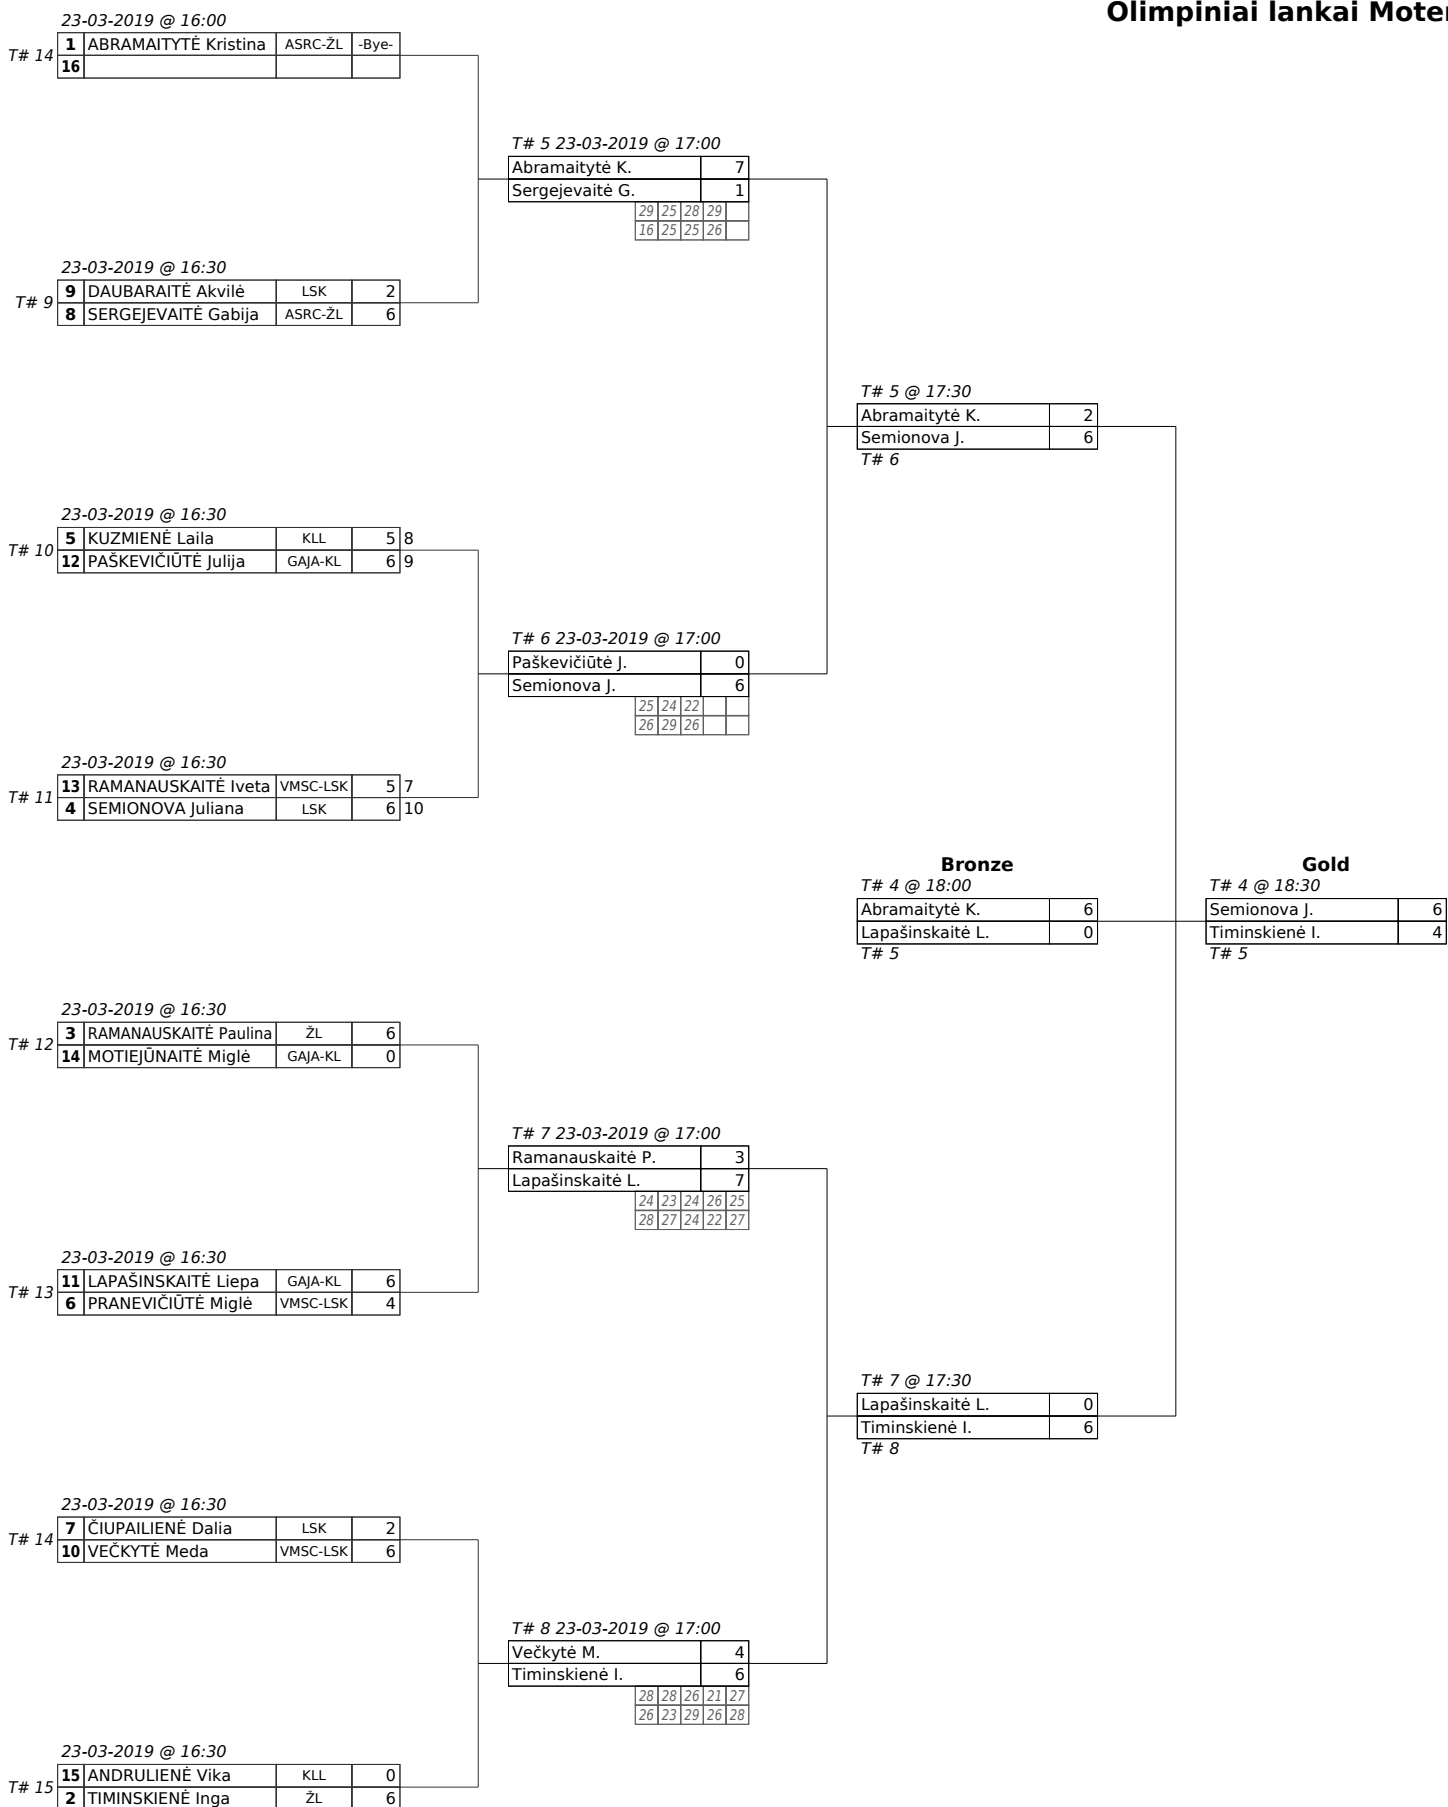 Olimpiniai lankai
23-03-2019 @ 16:00
T# 14
1 ABRAMAITYTĖ Kristina ASRC-ŽL -Bye-
16
T# 5 23-03-2019 @ 17:00
Abramaitytė K. 7
Sergejevaitė G. 1
29 25 28 29
16 25 25 26
23-03-2019 @ 16:30
T# 9
9 DAUBARAITĖ Akvilė LSK 2
8 SERGEJEVAITĖ Gabija ASRC-ŽL 6
T# 5 @ 17:30
Abramaitytė K. 2
Semionova J. 6
T# 6
23-03-2019 @ 16:30
T# 10
5 KUZMIENĖ Laila KLL 5 8
12 PAŠKEVIČIŪTĖ Julija GAJA-KL 6 9
T# 6 23-03-2019 @ 17:00
Paškevičiūtė J. 0
Semionova J. 6
25 24 22
26 29 26
23-03-2019 @ 16:30
T# 11
13 RAMANAUSKAITĖ Iveta VMSC-LSK 5 7
4 SEMIONOVA Juliana LSK 6 10
Bronze
T# 4 @ 18:00
Abramaitytė K. 6
Lapašinskaitė L. 0
T# 5
Gold
T# 4 @ 18:30
Semionova J. 6
Timinskienė I. 4
T# 5
23-03-2019 @ 16:30
T# 12
3 RAMANAUSKAITĖ Paulina ŽL 6
14 MOTIEJŪNAITĖ Miglė GAJA-KL 0
T# 7 23-03-2019 @ 17:00
Ramanauskaitė P. 3
Lapašinskaitė L. 7
24 23 24 26 25
28 27 24 22 27
23-03-2019 @ 16:30
T# 13
11 LAPAŠINSKAITĖ Liepa GAJA-KL 6
6 PRANEVIČIŪTĖ Miglė VMSC-LSK 4
T# 7 @ 17:30
Lapašinskaitė L. 0
Timinskienė I. 6
T# 8
23-03-2019 @ 16:30
T# 14
7 ČIUPAILIENĖ Dalia LSK 2
10 VEČKYTĖ Meda VMSC-LSK 6
T# 8 23-03-2019 @ 17:00
Večkytė M. 4
Timinskienė I. 6
28 28 26 21 27
26 23 29 26 28
23-03-2019 @ 16:30
T# 15
15 ANDRULIENĖ Vika KLL 0
2 TIMINSKIENĖ Inga ŽL 6